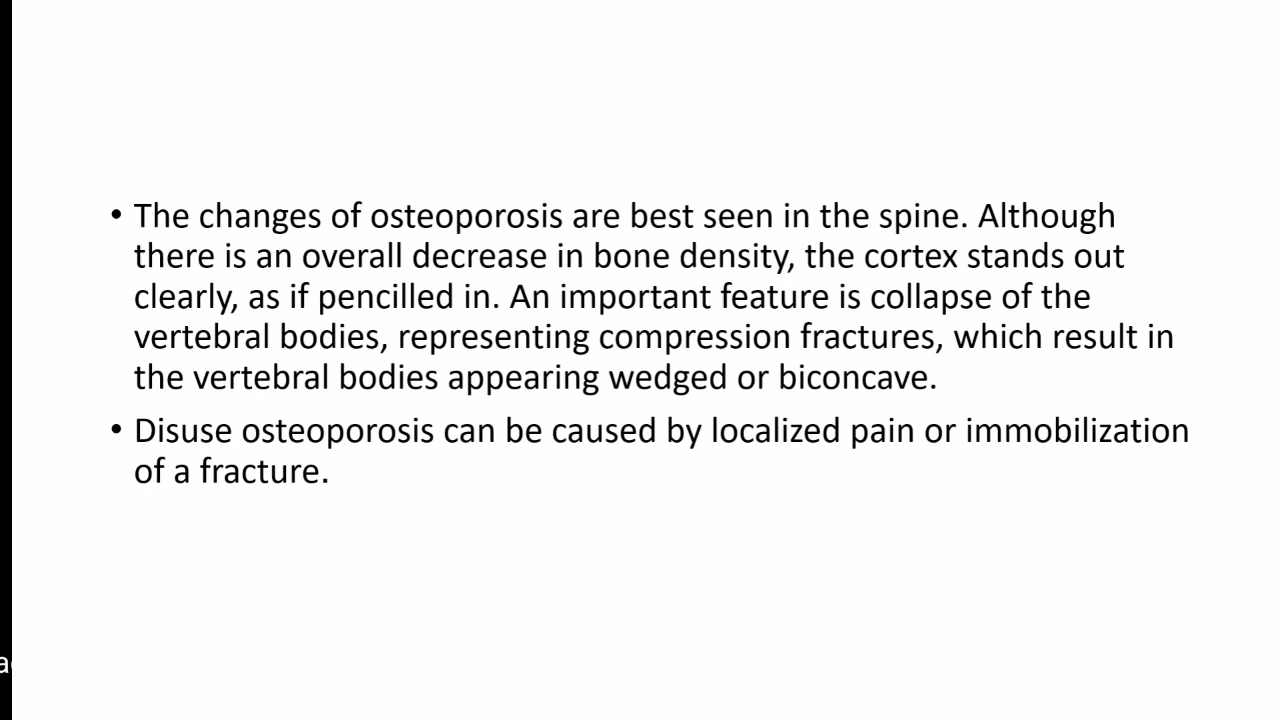 • The changes of osteoporosis are best seen in the spine. Although
there is an overall decrease in bone density, the cortex stands out
clearly, as if pencilled in. An important feature is collapse of the
vertebral bodies, representing compression fractures, which result in
the vertebral bodies appearing wedged or biconcave.
• Disuse osteoporosis can be caused by localized pain or immobilization
of a fracture.